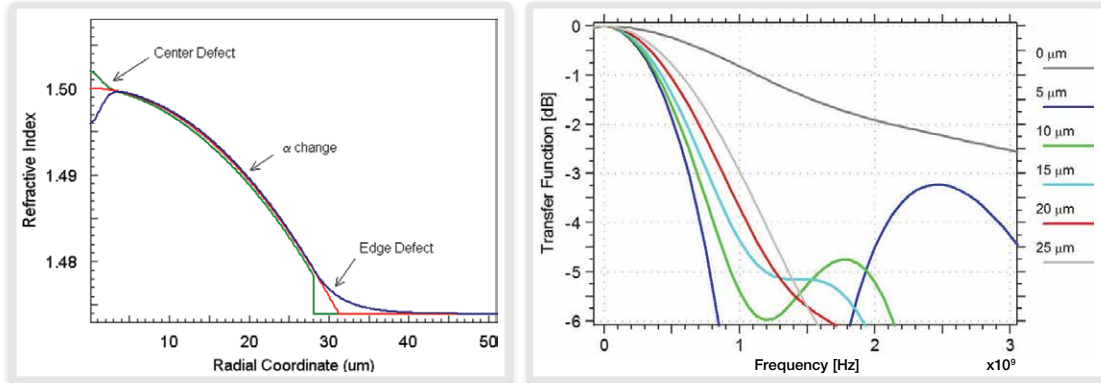 Refractive Index
1.50
1.49
1.48
Center Defect
α change
Edge Defect
0
10
20
30
40
50
Radial Coordinate (um)
Transfer Function [dB]
0
-1
-2
-3
-4
-5
-6
0
1
2
3
Frequency [Hz]
x10⁹
0 µm
5 µm
10 µm
15 µm
20 µm
25 µm